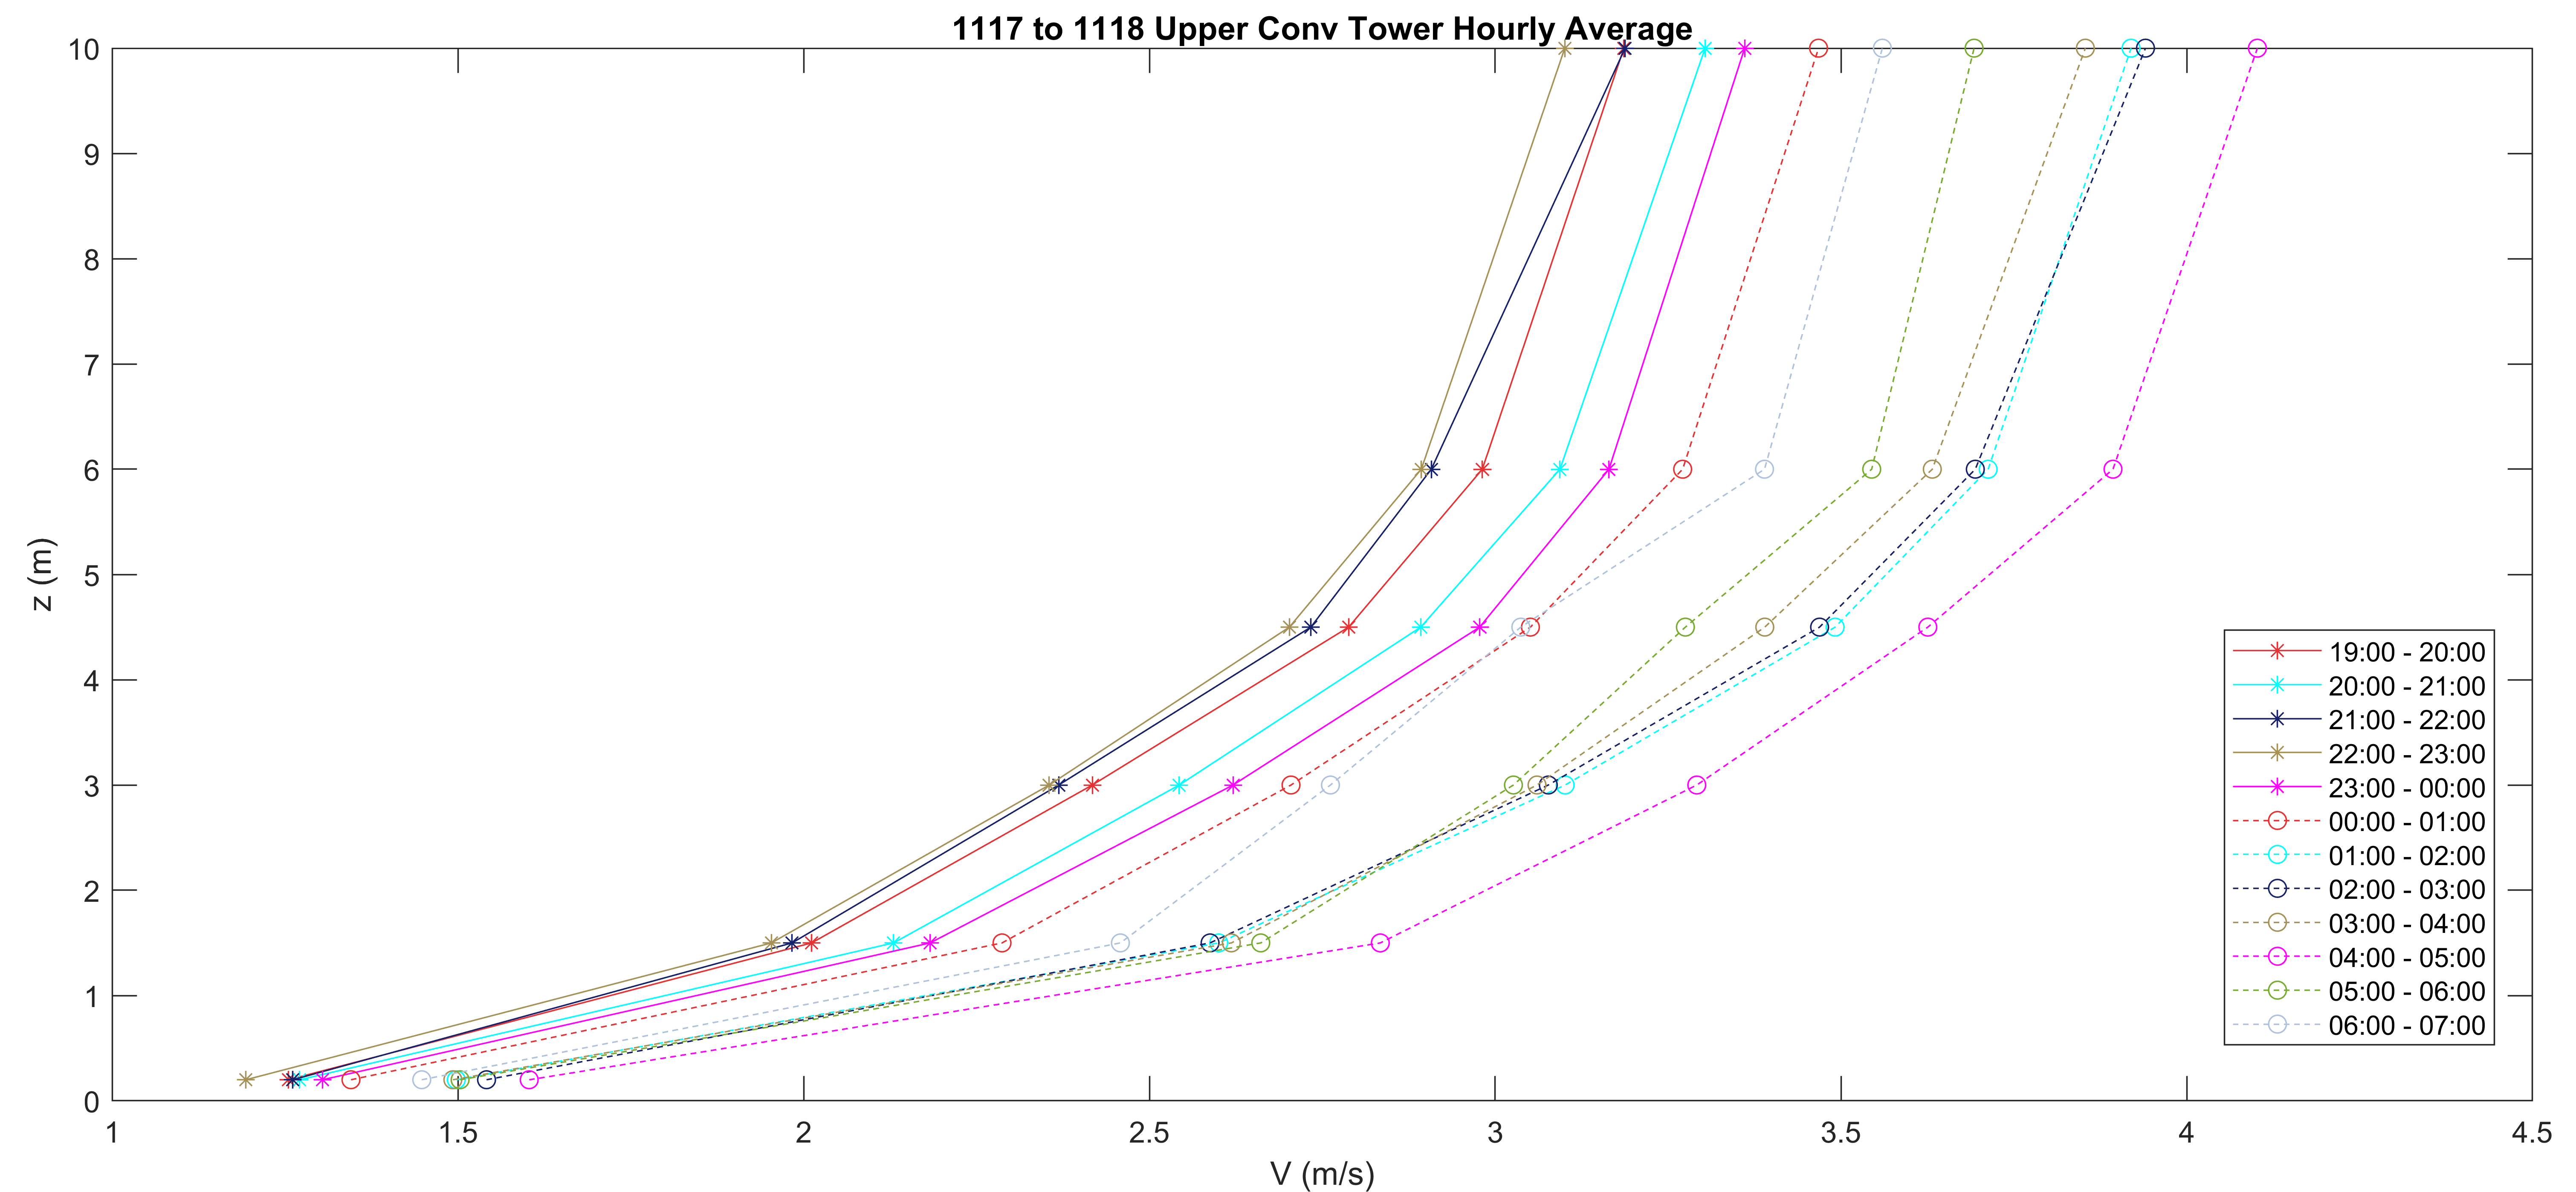 1117 to 1118 Upper Conv Tower Hourly Average
10
9
8
7
6
5
4
3
2
1
0
z (m)
1 1.5 2 2.5 3 3.5 4 4.5
V (m/s)
19:00 - 20:00
20:00 - 21:00
21:00 - 22:00
22:00 - 23:00
23:00 - 00:00
00:00 - 01:00
01:00 - 02:00
02:00 - 03:00
03:00 - 04:00
04:00 - 05:00
05:00 - 06:00
06:00 - 07:00